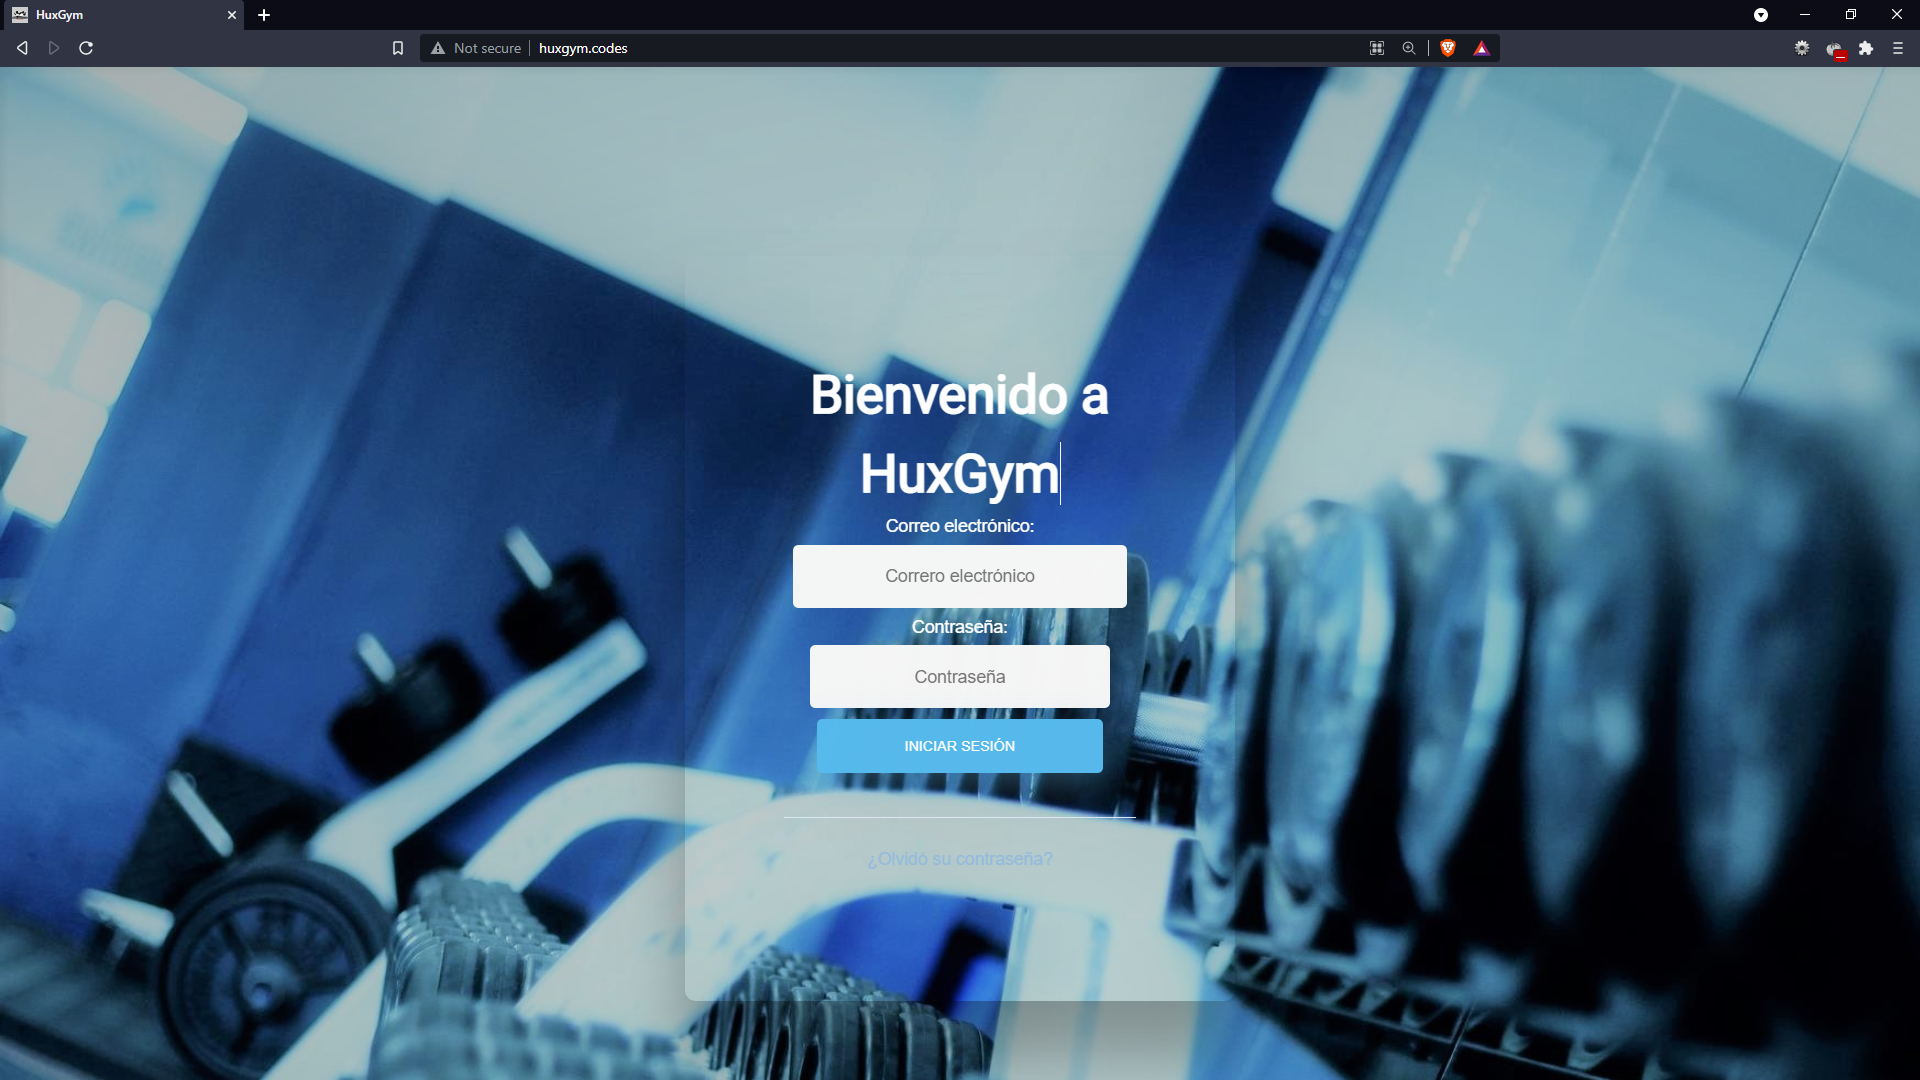 HuxGym
Not secure
huxgym.codes
Bienvenido a
HuxGym
Correo electrónico:
Correro electrónico
Contraseña:
Contraseña
INICIAR SESIÓN
¿Olvidó su contraseña?